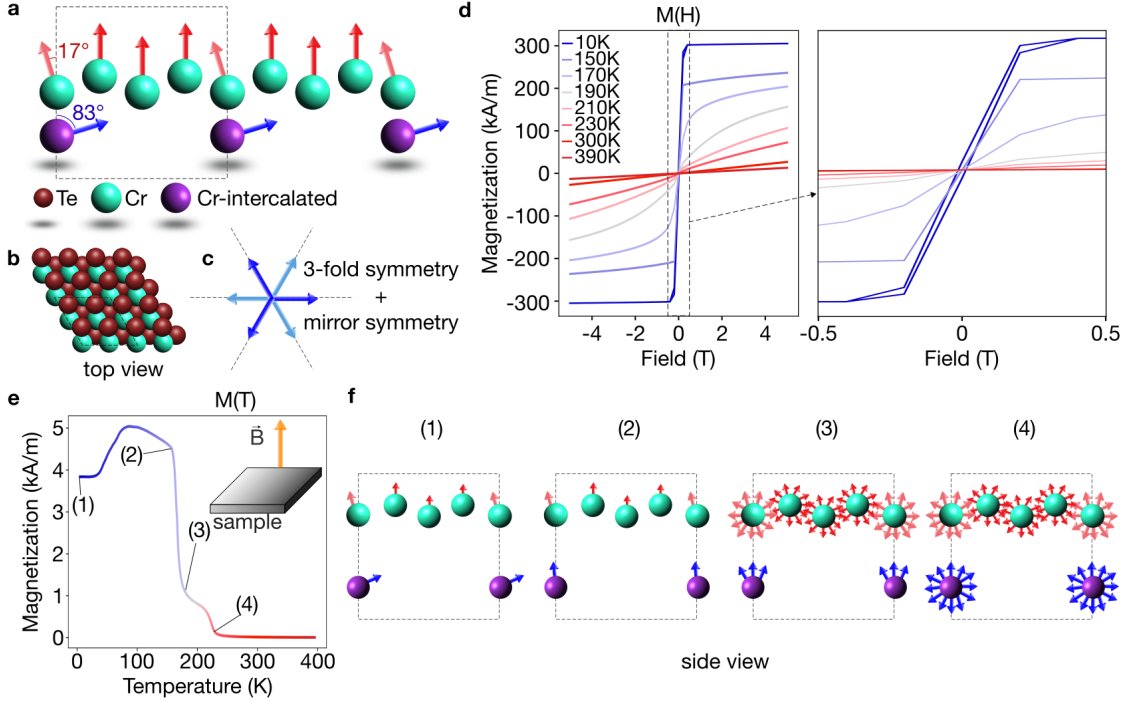 a
17°
83°
Te
Cr
Cr-intercalated
b
top view
c
3-fold symmetry
+
mirror symmetry
d
M(H)
Magnetization (kA/m)
300
200
100
0
-100
-200
-300
10K
150K
170K
190K
210K
230K
300K
390K
-4
-2
0
2
4
Field (T)
-0.5
0
0.5
Field (T)
e
M(T)
Magnetization (kA/m)
5
4
3
2
1
0
(1)
(2)
(3)
(4)
B
sample
0
100
200
300
400
Temperature (K)
f
(1)
(2)
(3)
(4)
side view